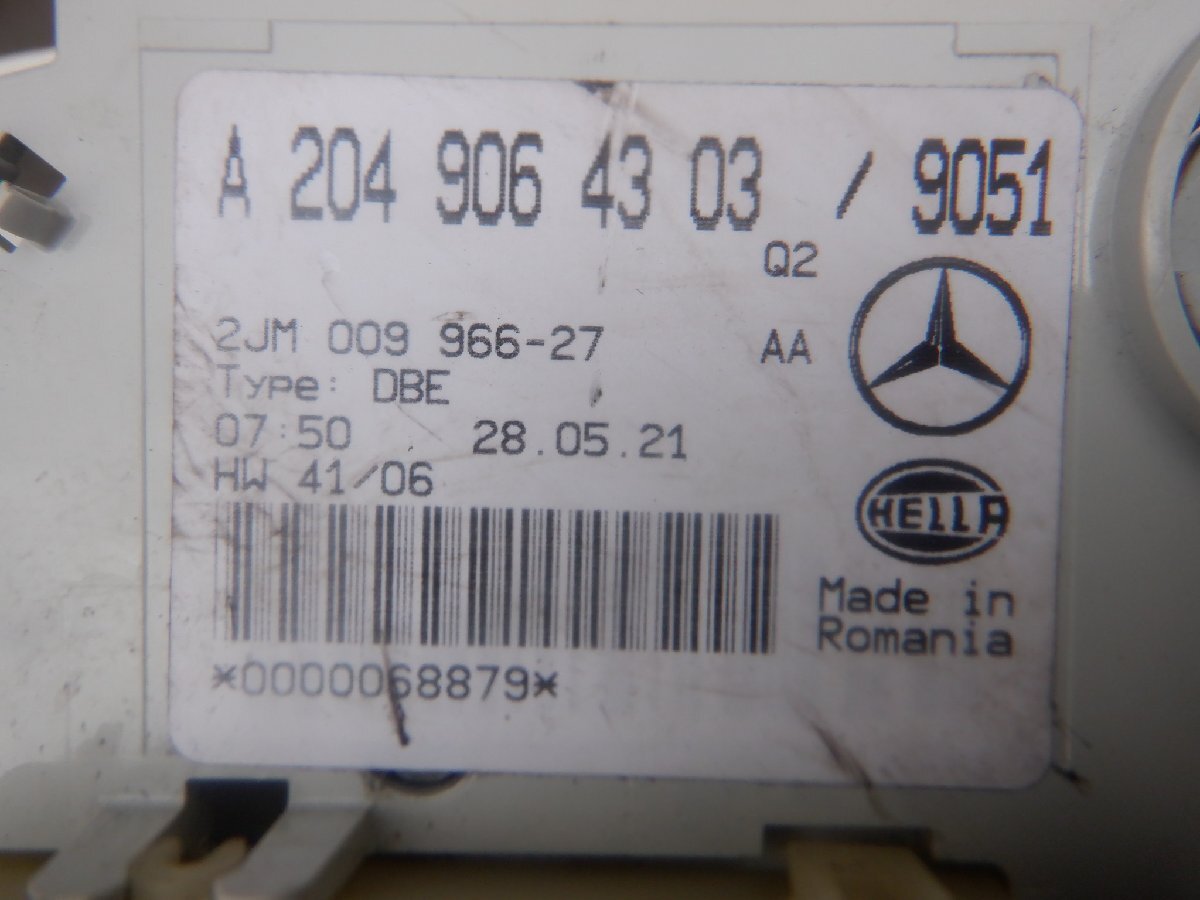 A 204 906 43 03 / 9051
Q2
2JM 009 966-27 AA
Type: DBE
07:50 28.05.21
HW 41/06
HELLA
Made in
Romania
*0000068879*